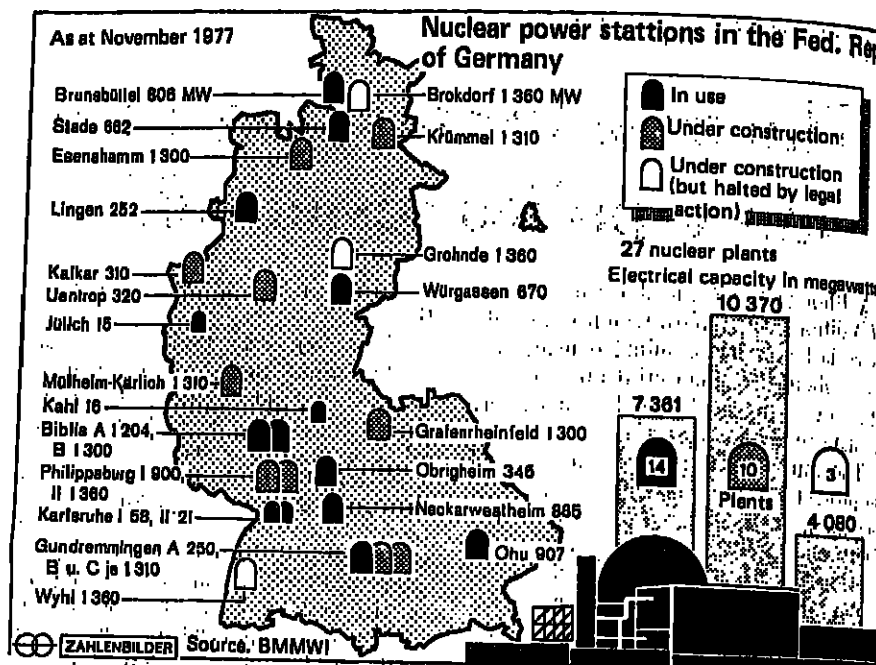 As at November 1977
Nuclear power stattions in the Fed. Rep
of Germany
Brunsbüllel 806 MW
Brokdorf 1 360 MW
Stade 662
Krümmel 1 310
Esenshamm 1 300
Lingen 252
In use
Under construction
Under construction
(but halted by legal
action)
Grohnde 1 360
Kalkar 310
Uentrop 320
Würgassen 670
Jülich 15
27 nuclear plants
Electrical capacity in megawatts
10 370
7 361
4 080
14
10
Plants
3
Mülheim-Kärlich 1 310
Kahl 16
Biblis A 1 204,
B 1 300
Grafenrheinfeld 1 300
Philippsburg I 900,
II 1 360
Obrigheim 345
Karlsruhe I 58, II 21
Neckarwestheim 885
Gundremmingen A 250,
B u. C je 1 310
Ohu 907
Wyhl 1 360
ZAHLENBILDER
Source: BMMWI